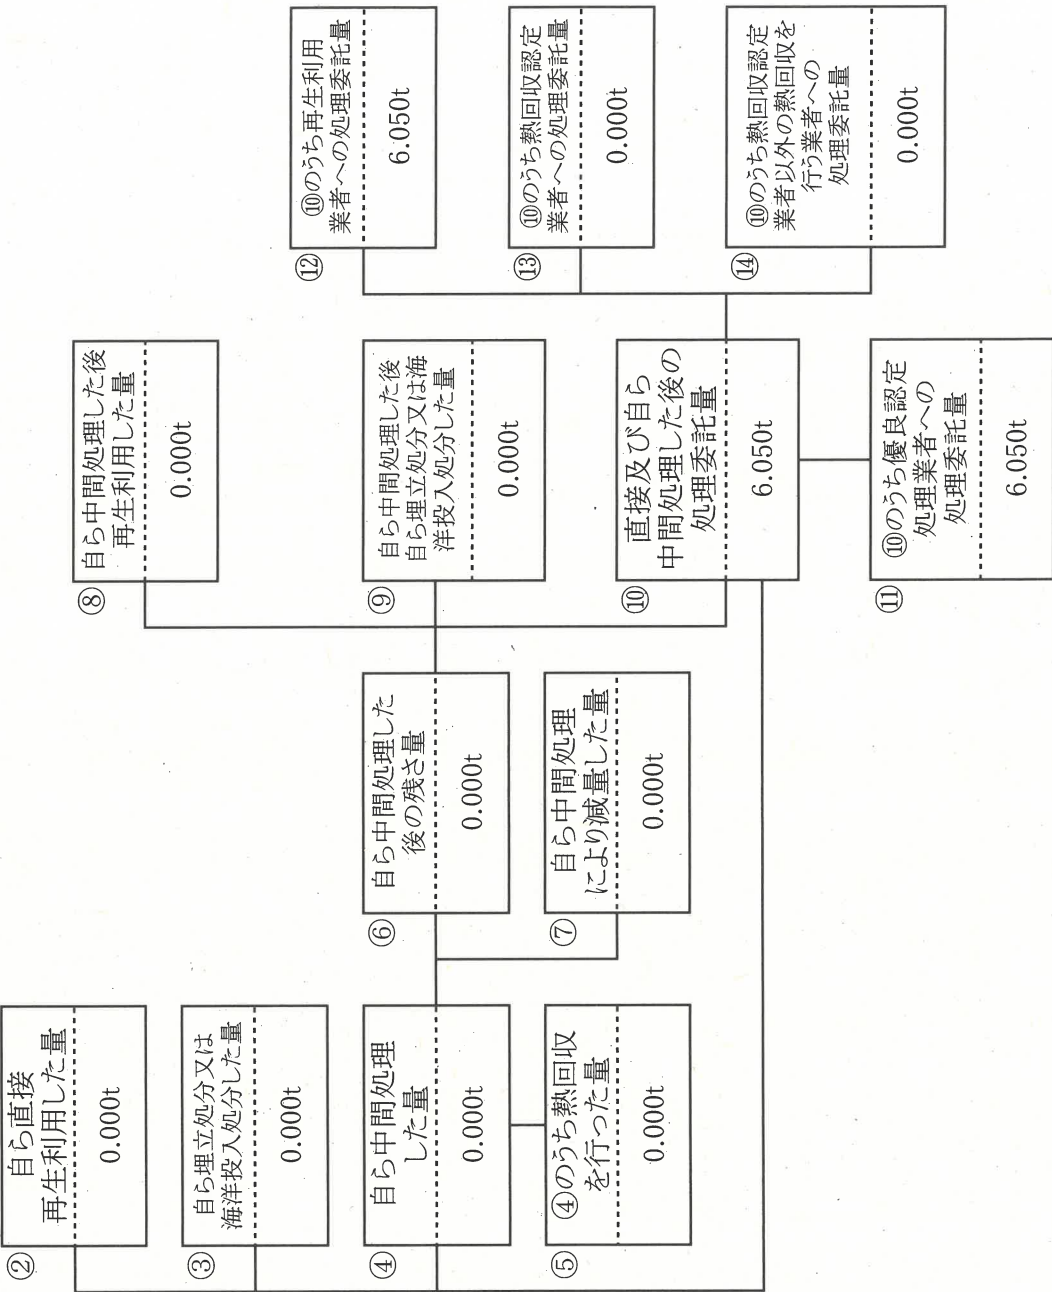 ②
自ら直接
再生利用した量
0.000t
③
自ら埋立処分又は
海洋投入処分した量
0.000t
④
自ら中間処理
した量
0.000t
⑤
④のうち熱回収
を行った量
0.000t
⑥
自ら中間処理した
後の残さ量
0.000t
⑦
自ら中間処理
により減量した量
0.000t
⑧
自ら中間処理した後
再生利用した量
0.000t
⑨
自ら中間処理した後
自ら埋立処分又は海
洋投入処分した量
0.000t
⑩
直接及び自ら
中間処理した後の
処理委託量
6.050t
⑪
⑩のうち優良認定
処理業者への
処理委託量
6.050t
⑫
⑩のうち再生利用
業者への処理委託量
6.050t
⑬
⑩のうち熱回収認定
業者への処理委託量
0.000t
⑭
⑩のうち熱回収認定
業者以外の熱回収を
行う業者への
処理委託量
0.000t